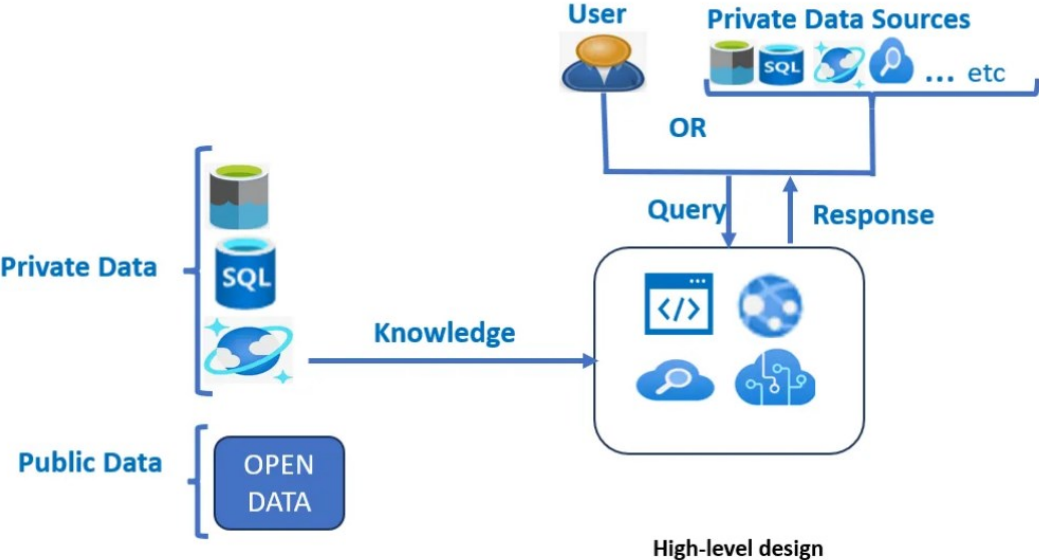 User
Private Data Sources
SQL
... etc
OR
Query
Response
Private Data
SQL
</>
Knowledge
Public Data
OPEN
DATA
High-level design